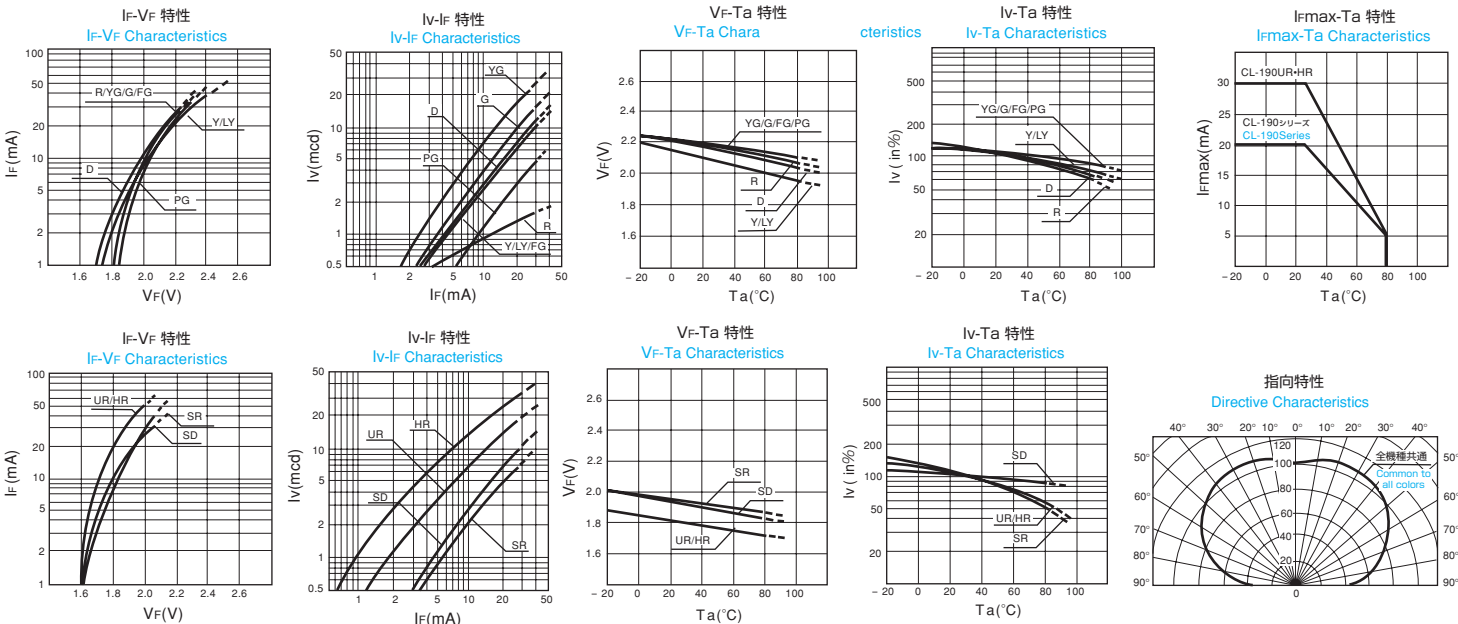 IF-VF 特性
IF-VF Characteristics
100
50
20
10
5
2
1
IF(mA)
R/YG/G/FG
Y/LY
D
PG
1.6 1.8 2.0 2.2 2.4 2.6
VF(V)
Iv-IF 特性
Iv-IF Characteristics
50
20
10
5
2
1
0.5
Iv(mcd)
YG
G
D
PG
R
Y/LY/FG
1 5 10 50
IF(mA)
VF-Ta 特性
VF-Ta Chara cteristics
2.6
2.4
2.2
2.0
1.8
1.6
VF(V)
YG/G/FG/PG
R
D
Y/LY
－20 0 20 40 60 80 100
Ta(°C)
Iv-Ta 特性
Iv-Ta Characteristics
500
200
100
50
20
Iv( in%)
YG/G/FG/PG
Y/LY
D
R
－20 0 20 40 60 80 100
Ta(°C)
IFmax-Ta 特性
IFmax-Ta Characteristics
30
25
20
15
10
5
IFmax(mA)
CL-190UR･HR
CL-190シリーズ
CL-190Series
－20 0 20 40 60 80 100
Ta(°C)
IF-VF 特性
IF-VF Characteristics
100
50
20
10
5
2
1
IF(mA)
UR/HR
SR
SD
1.6 1.8 2.0 2.2 2.4 2.6
VF(V)
Iv-IF 特性
Iv-IF Characteristics
50
20
10
5
2
1
0.5
Iv(mcd)
HR
UR
SD
SR
1 2 5 10 20 50
IF(mA)
VF-Ta 特性
VF-Ta Characteristics
2.6
2.4
2.2
2.0
1.8
1.6
VF(V)
SR
SD
UR/HR
－20 0 20 40 60 80 100
Ta(°C)
Iv-Ta 特性
Iv-Ta Characteristics
500
200
100
50
20
Iv( in%)
SD
UR/HR
SR
－20 0 20 40 60 80 100
Ta(°C)
指向特性
Directive Characteristics
40° 30° 20° 10° 0° 10° 20° 30° 40°
50° 50°
60° 60°
70° 70°
80° 80°
90° 90°
120
100
80
60
40
20
0
全機種共通
Common to
all colors